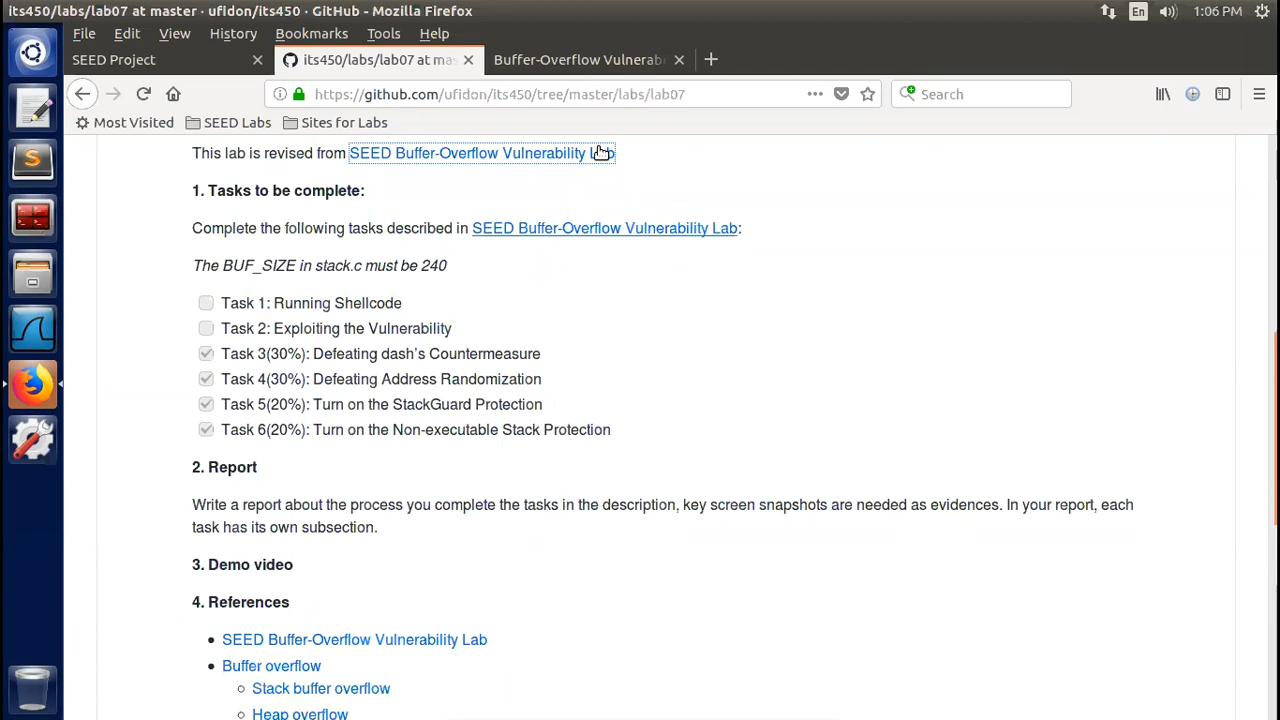 its450/labs/lab07 at master · ufidon/its450 · GitHub - Mozilla Firefox
En
1:06 PM
File Edit View History Bookmarks Tools Help
SEED Project
its450/labs/lab07 at mas
Buffer-Overflow Vulnerab
https://github.com/ufidon/its450/tree/master/labs/lab07
Search
Most Visited SEED Labs Sites for Labs
This lab is revised from SEED Buffer-Overflow Vulnerability Lab
1. Tasks to be complete:
Complete the following tasks described in SEED Buffer-Overflow Vulnerability Lab:
The BUF_SIZE in stack.c must be 240
Task 1: Running Shellcode
Task 2: Exploiting the Vulnerability
Task 3(30%): Defeating dash’s Countermeasure
Task 4(30%): Defeating Address Randomization
Task 5(20%): Turn on the StackGuard Protection
Task 6(20%): Turn on the Non-executable Stack Protection
2. Report
Write a report about the process you complete the tasks in the description, key screen snapshots are needed as evidences. In your report, each
task has its own subsection.
3. Demo video
4. References
SEED Buffer-Overflow Vulnerability Lab
Buffer overflow
Stack buffer overflow
Heap overflow